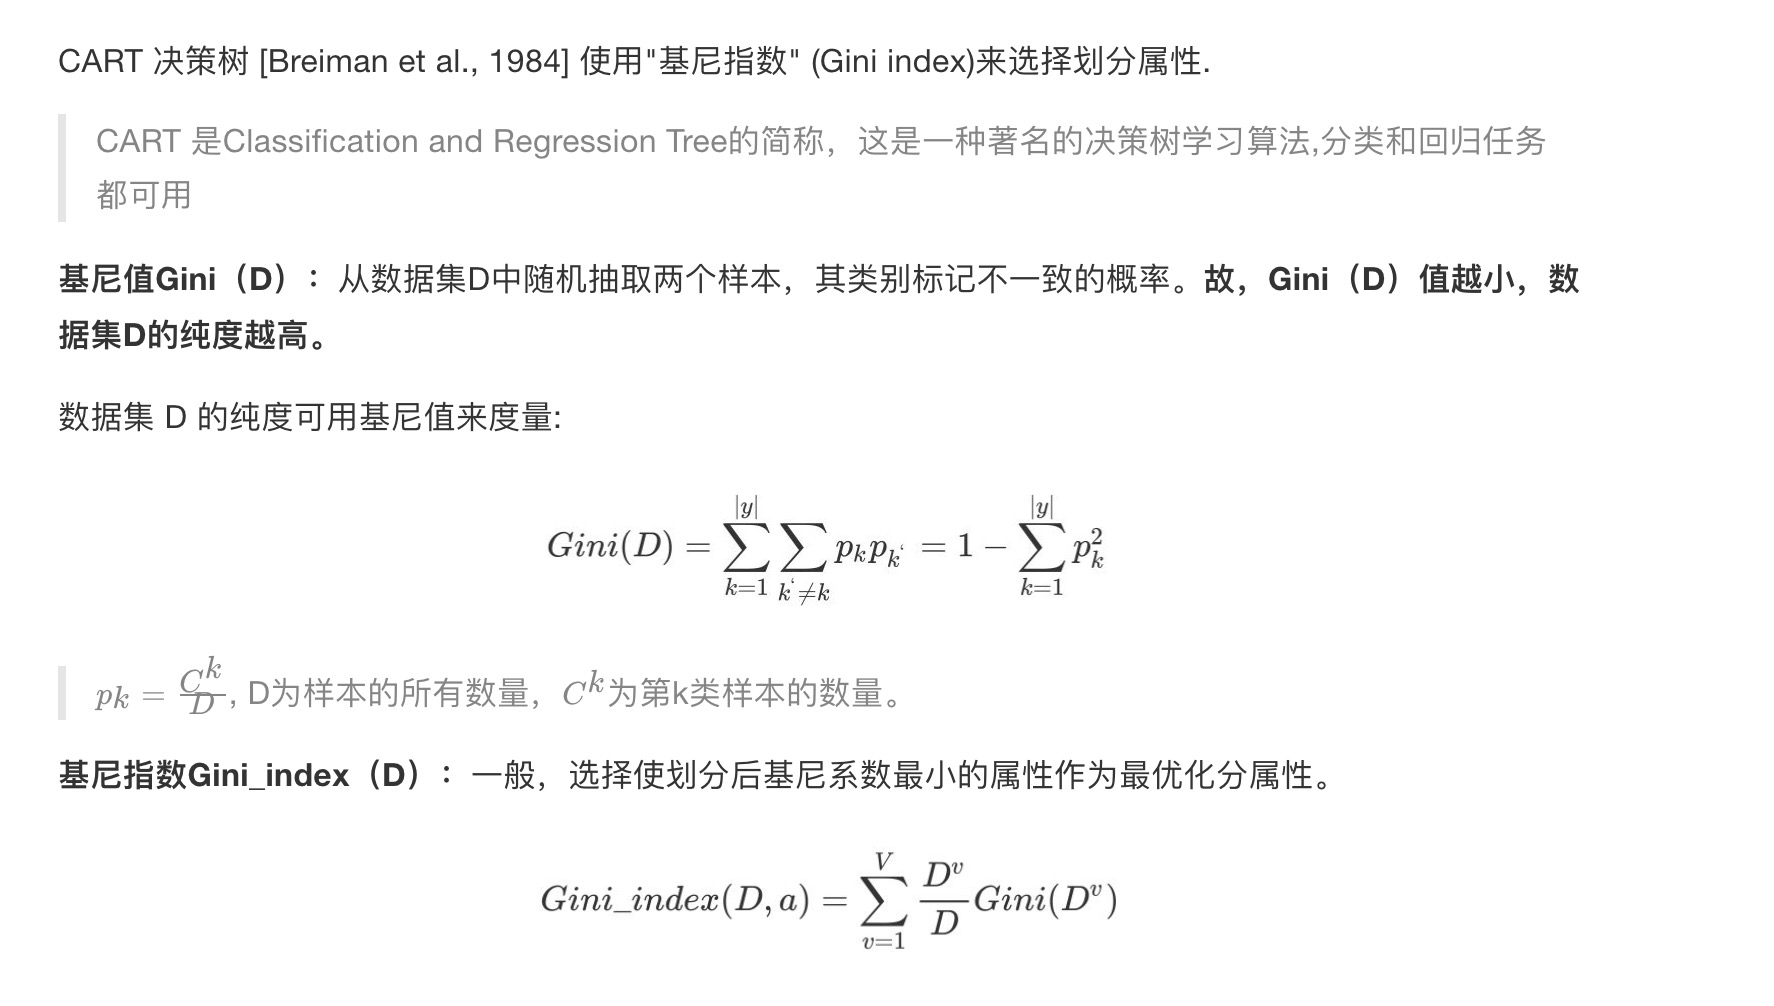 CART 决策树 [Breiman et al., 1984] 使用"基尼指数" (Gini index)来选择划分属性.
CART 是Classification and Regression Tree的简称，这是一种著名的决策树学习算法,分类和回归任务
都可用
基尼值Gini（D）：从数据集D中随机抽取两个样本，其类别标记不一致的概率。故，Gini（D）值越小，数
据集D的纯度越高。
数据集 D 的纯度可用基尼值来度量:
$Gini(D) = \sum_{k=1}^{|y|} \sum_{k^{‘} \neq k} p_k p_{k^{‘}} = 1 - \sum_{k=1}^{|y|} p_k^2$
$p_k = \frac{C^k}{D}$, D为样本的所有数量，$C^k$为第k类样本的数量。
基尼指数Gini_index（D）：一般，选择使划分后基尼系数最小的属性作为最优化分属性。
$Gini\_index(D, a) = \sum_{v=1}^{V} \frac{D^v}{D} Gini(D^v)$